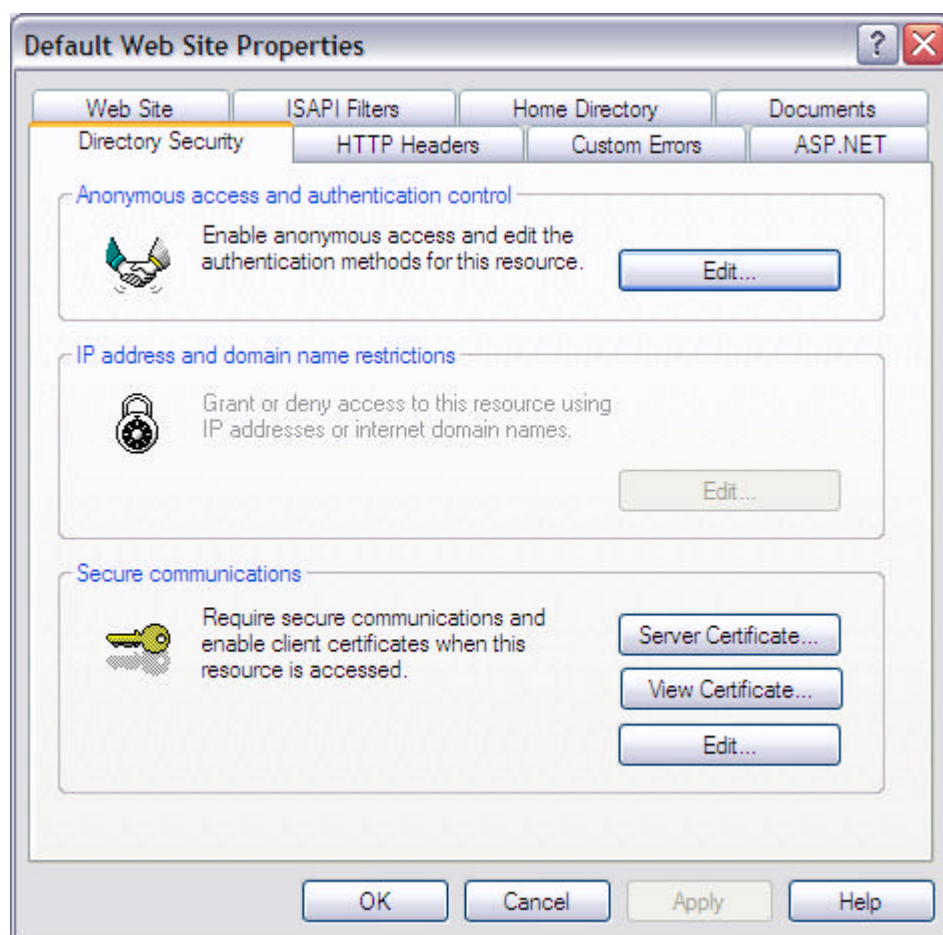 Default Web Site Properties
Web Site ISAPI Filters Home Directory Documents
Directory Security HTTP Headers Custom Errors ASP.NET
Anonymous access and authentication control
Enable anonymous access and edit the
authentication methods for this resource.
Edit...
IP address and domain name restrictions
Grant or deny access to this resource using
IP addresses or internet domain names.
Edit...
Secure communications
Require secure communications and
enable client certificates when this
resource is accessed.
Server Certificate...
View Certificate...
Edit...
OK Cancel Apply Help